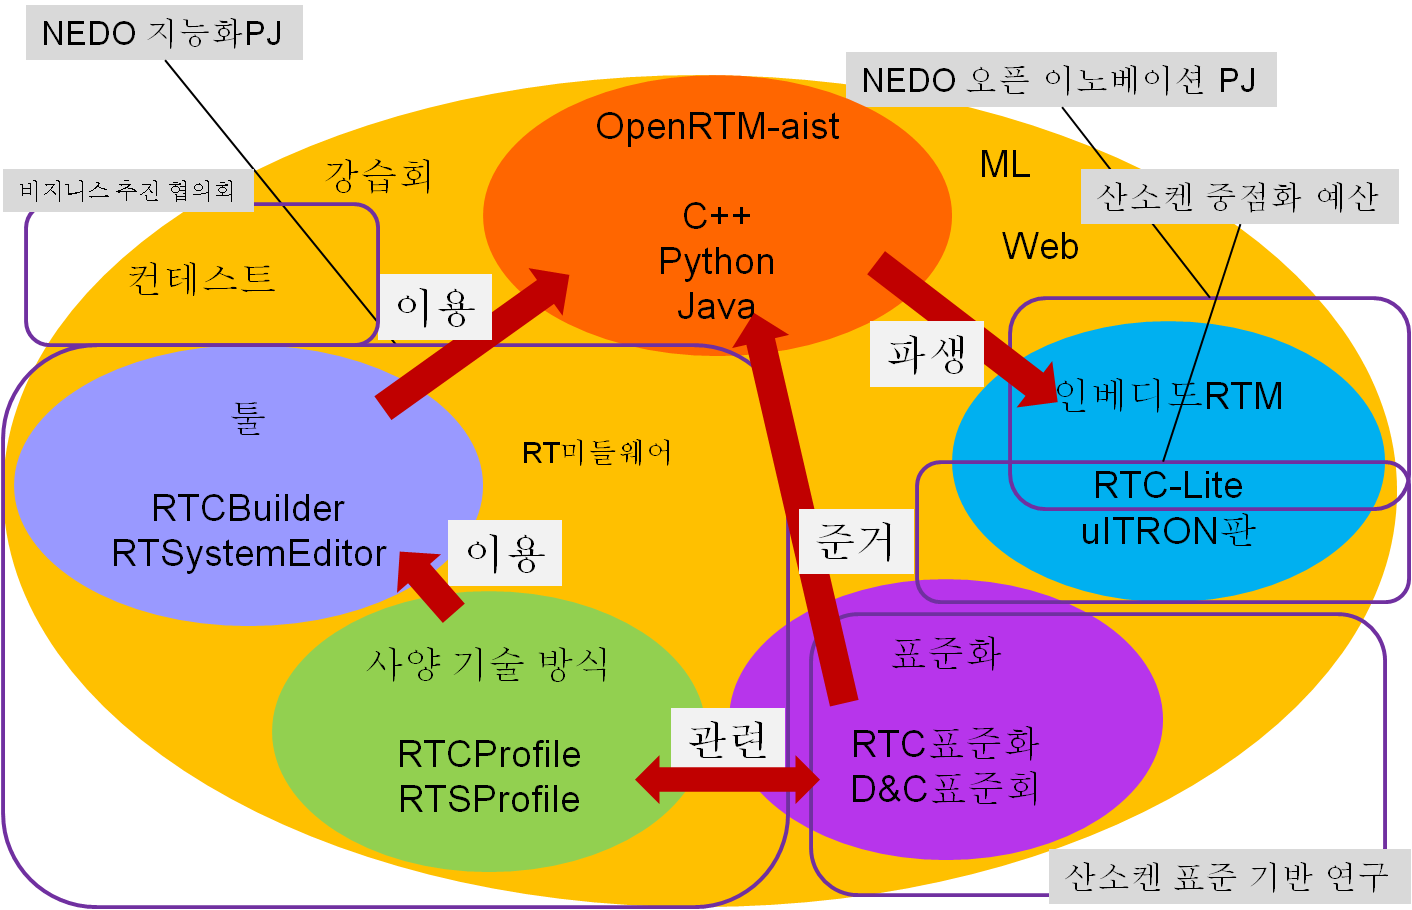 NEDO 지능화PJ
NEDO 오픈 이노베이션 PJ
OpenRTM-aist
C++
Python
Java
강습회
ML
Web
비지니스 추진 협의회
산소켄 중점화 예산
컨테스트
이용
파생
툴
RTCBuilder
RTSystemEditor
RT미들웨어
인베디드RTM
RTC-Lite
uITRON판
이용
준거
사양 기술 방식
RTCProfile
RTSProfile
관련
표준화
RTC표준화
D&C표준회
산소켄 표준 기반 연구